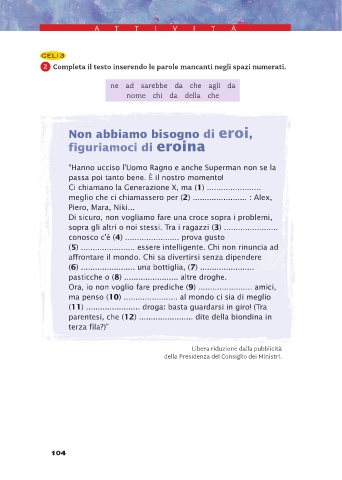 ATTIVITÀ
CELI 3
2 Completa il testo inserendo le parole mancanti negli spazi numerati.
ne ad sarebbe da che agli da
nome chi da della che
Non abbiamo bisogno di eroi,
figuriamoci di eroina
"Hanno ucciso l'Uomo Ragno e anche Superman non se la
passa poi tanto bene. È il nostro momento!
Ci chiamano la Generazione X, ma (1) .......................
meglio che ci chiamassero per (2) ....................... : Alex,
Piero, Mara, Niki...
Di sicuro, non vogliamo fare una croce sopra i problemi,
sopra gli altri o noi stessi. Tra i ragazzi (3) .......................
conosco c'è (4) ....................... prova gusto
(5) ....................... essere intelligente. Chi non rinuncia ad
affrontare il mondo. Chi sa divertirsi senza dipendere
(6) ....................... una bottiglia, (7) .......................
pasticche o (8) ....................... altre droghe.
Ora, io non voglio fare prediche (9) ....................... amici,
ma penso (10) ....................... al mondo ci sia di meglio
(11) ....................... droga: basta guardarsi in giro! (Tra
parentesi, che (12) ....................... dite della biondina in
terza fila?)"
Libera riduzione dalla pubblicità
della Presidenza del Consiglio dei Ministri.
104